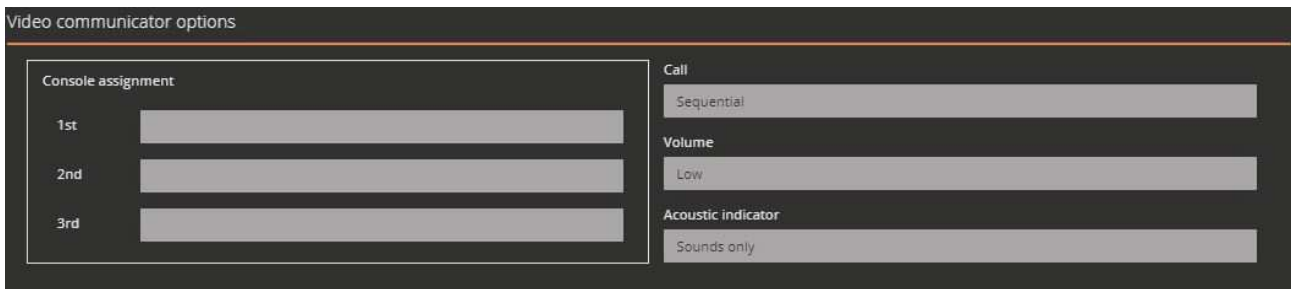 Video communicator options
Console assignment
1st
2nd
3rd
Call
Sequential
Volume
Low
Acoustic indicator
Sounds only